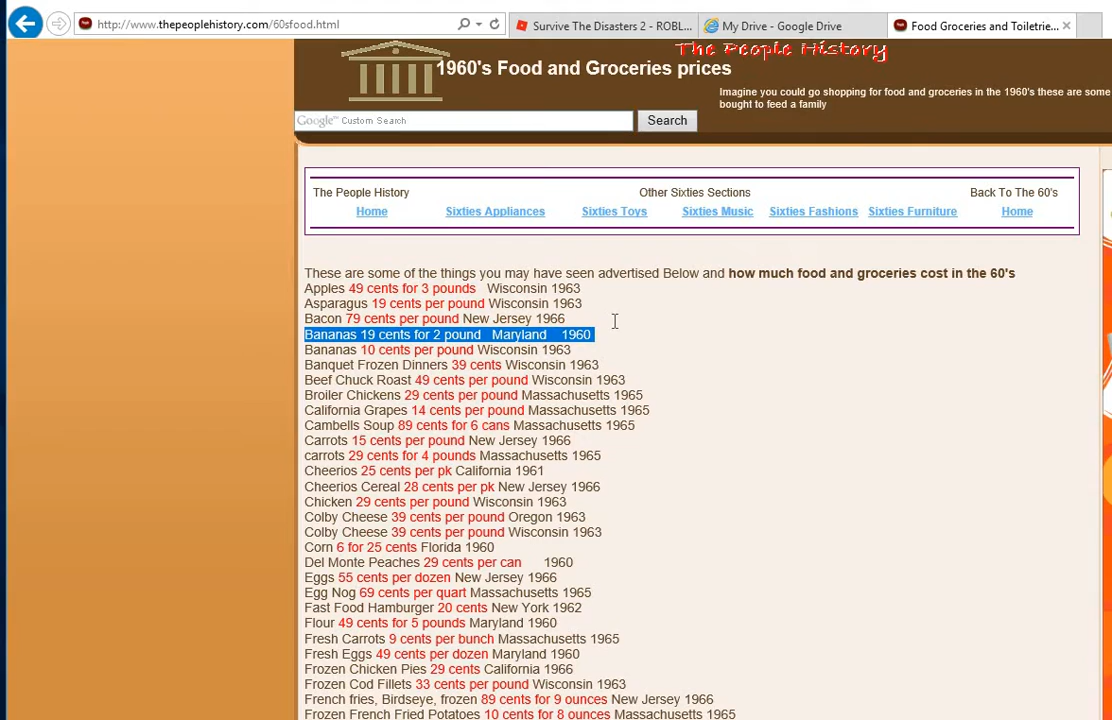 http://www.thepeoplehistory.com/60sfood.html
Survive The Disasters 2 - ROBL...
My Drive - Google Drive
Food Groceries and Toiletrie...
The People History
1960's Food and Groceries prices
Imagine you could go shopping for food and groceries in the 1960's these are some
bought to feed a family
Google Custom Search
Search
The People History Other Sixties Sections Back To The 60's
Home Sixties Appliances Sixties Toys Sixties Music Sixties Fashions Sixties Furniture Home
These are some of the things you may have seen advertised Below and how much food and groceries cost in the 60's
Apples 49 cents for 3 pounds Wisconsin 1963
Asparagus 19 cents per pound Wisconsin 1963
Bacon 79 cents per pound New Jersey 1966
Bananas 19 cents for 2 pound Maryland 1960
Bananas 10 cents per pound Wisconsin 1963
Banquet Frozen Dinners 39 cents Wisconsin 1963
Beef Chuck Roast 49 cents per pound Wisconsin 1963
Broiler Chickens 29 cents per pound Massachusetts 1965
California Grapes 14 cents per pound Massachusetts 1965
Cambells Soup 89 cents for 6 cans Massachusetts 1965
Carrots 15 cents per pound New Jersey 1966
carrots 29 cents for 4 pounds Massachusetts 1965
Cheerios 25 cents per pk California 1961
Cheerios Cereal 28 cents per pk New Jersey 1966
Chicken 29 cents per pound Wisconsin 1963
Colby Cheese 39 cents per pound Oregon 1963
Colby Cheese 39 cents per pound Wisconsin 1963
Corn 6 for 25 cents Florida 1960
Del Monte Peaches 29 cents per can 1960
Eggs 55 cents per dozen New Jersey 1966
Egg Nog 69 cents per quart Massachusetts 1965
Fast Food Hamburger 20 cents New York 1962
Flour 49 cents for 5 pounds Maryland 1960
Fresh Carrots 9 cents per bunch Massachusetts 1965
Fresh Eggs 49 cents per dozen Maryland 1960
Frozen Chicken Pies 29 cents California 1966
Frozen Cod Fillets 33 cents per pound Wisconsin 1963
French fries, Birdseye, frozen 89 cents for 9 ounces New Jersey 1966
Frozen French Fried Potatoes 10 cents for 8 ounces Massachusetts 1965